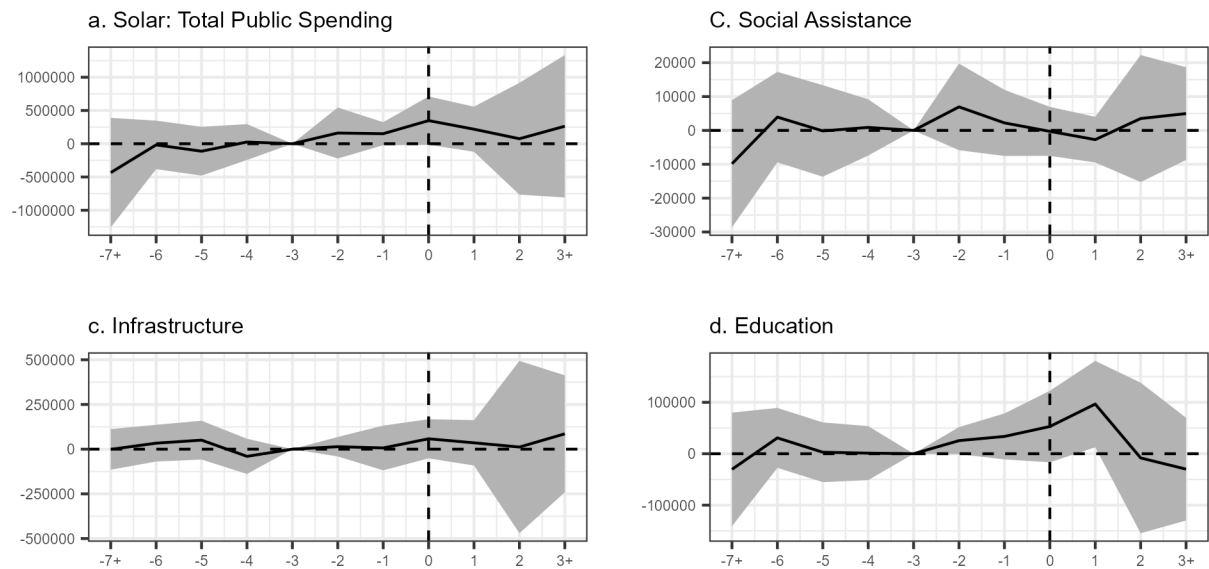 a. Solar: Total Public Spending
1000000
500000
0
-500000
-1000000
-7+ -6 -5 -4 -3 -2 -1 0 1 2 3+
C. Social Assistance
20000
10000
0
-10000
-20000
-30000
-7+ -6 -5 -4 -3 -2 -1 0 1 2 3+
c. Infrastructure
500000
250000
0
-250000
-500000
-7+ -6 -5 -4 -3 -2 -1 0 1 2 3+
d. Education
100000
0
-100000
-7+ -6 -5 -4 -3 -2 -1 0 1 2 3+